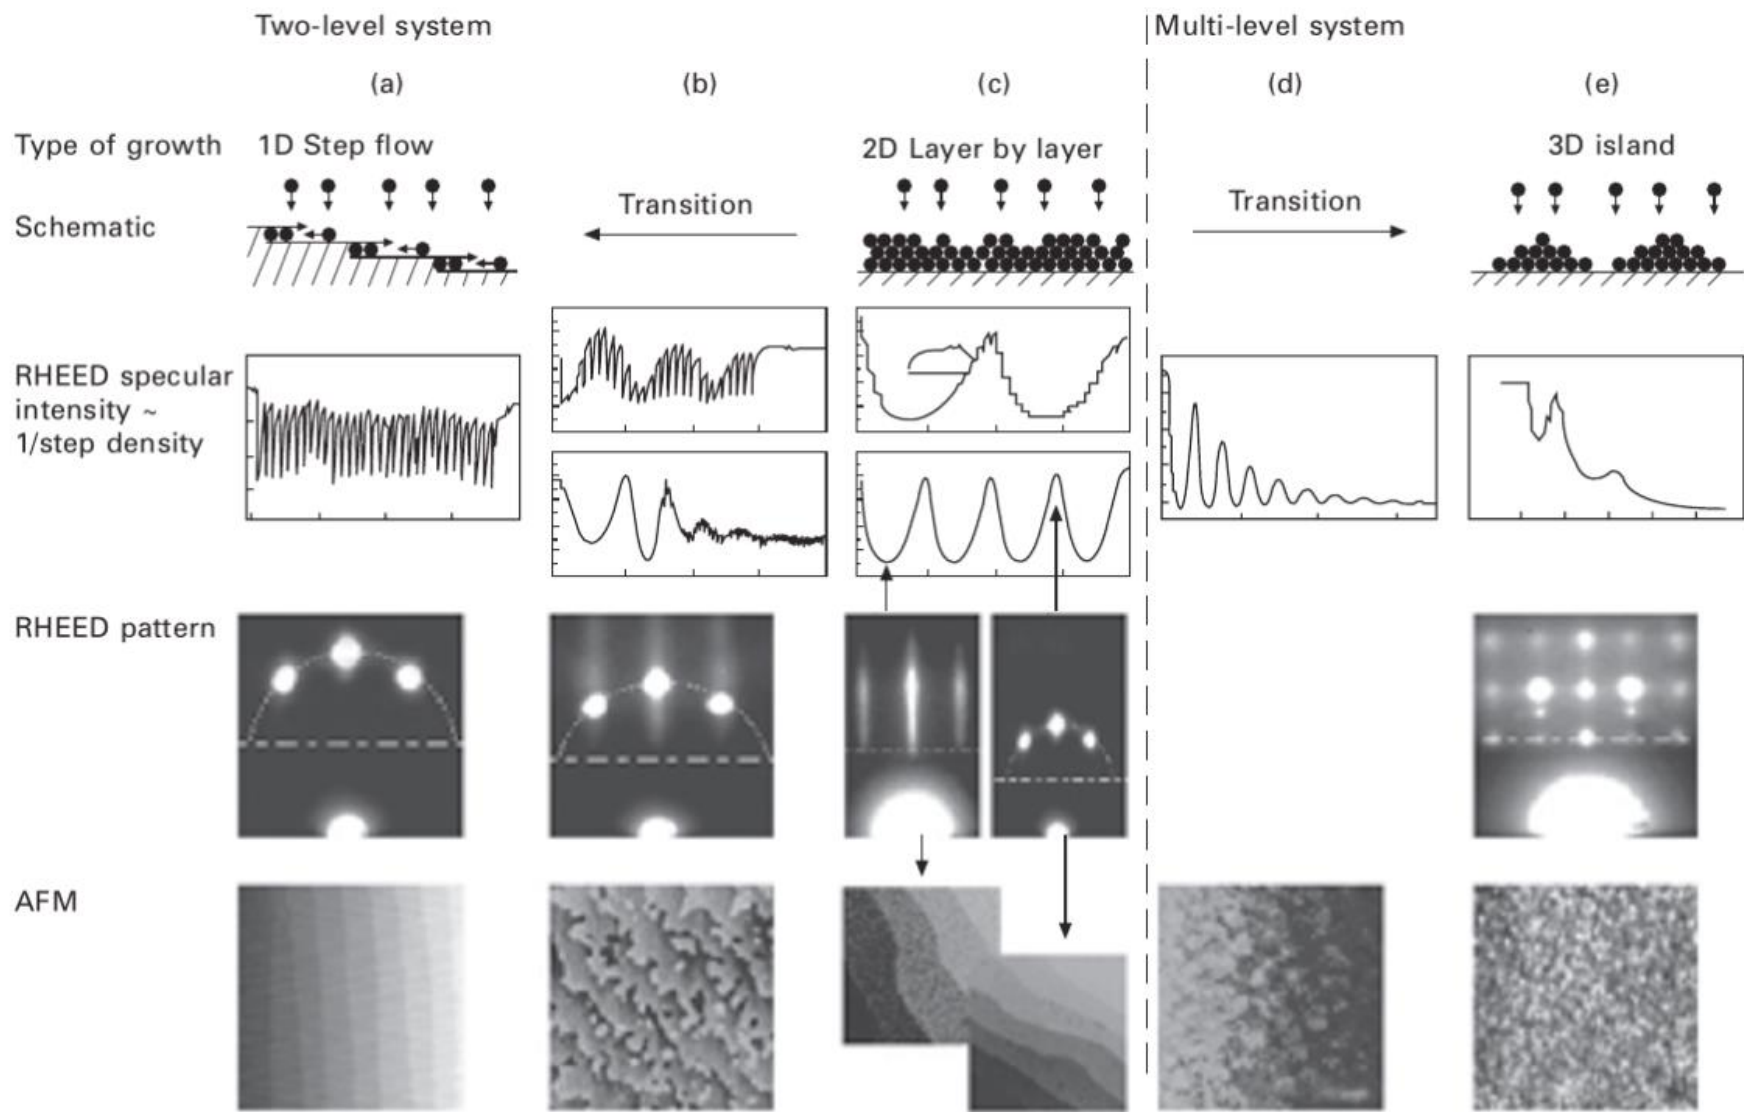 Two-level system
Multi-level system
(a)
(b)
(c)
(d)
(e)
Type of growth
1D Step flow
2D Layer by layer
3D island
Schematic
Transition
Transition
RHEED specular
intensity ~
1/step density
RHEED pattern
AFM